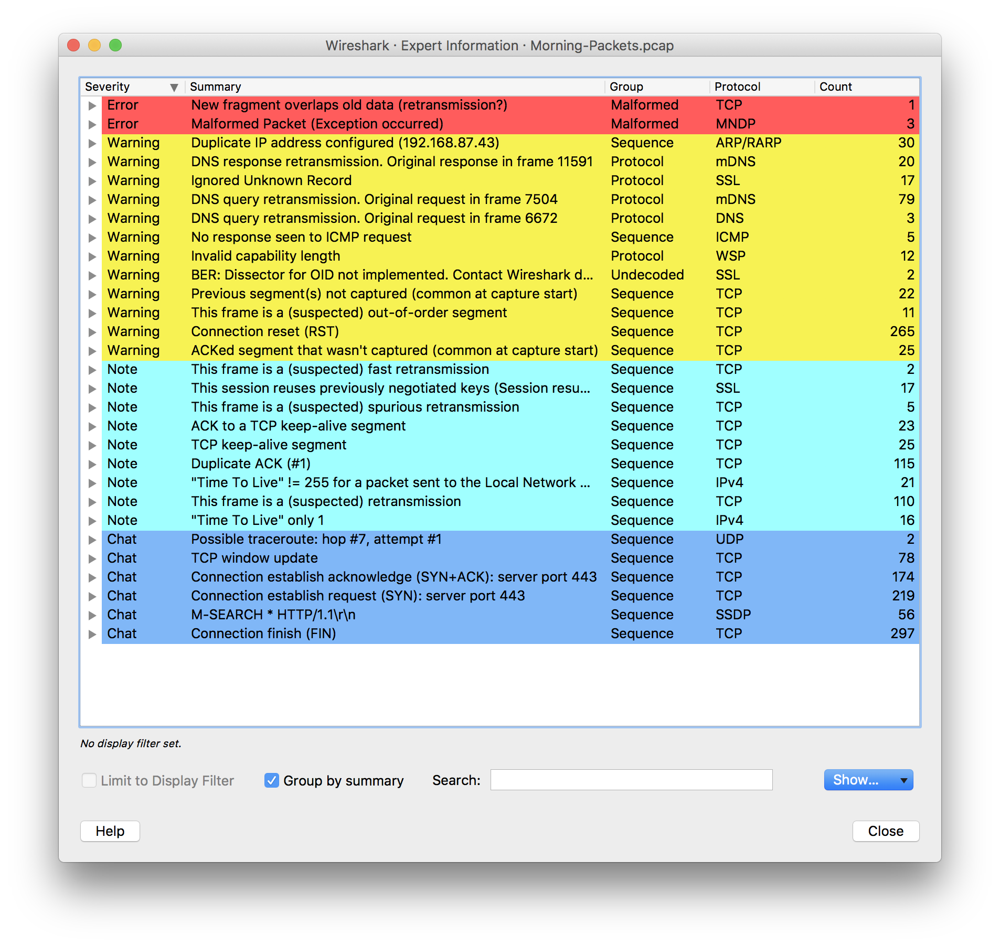 Wireshark · Expert Information · Morning-Packets.pcap
Severity Summary Group Protocol Count
Error New fragment overlaps old data (retransmission?) Malformed TCP 1
Error Malformed Packet (Exception occurred) Malformed MNDP 3
Warning Duplicate IP address configured (192.168.87.43) Sequence ARP/RARP 30
Warning DNS response retransmission. Original response in frame 11591 Protocol mDNS 20
Warning Ignored Unknown Record Protocol SSL 17
Warning DNS query retransmission. Original request in frame 7504 Protocol mDNS 79
Warning DNS query retransmission. Original request in frame 6672 Protocol DNS 3
Warning No response seen to ICMP request Sequence ICMP 5
Warning Invalid capability length Protocol WSP 12
Warning BER: Dissector for OID not implemented. Contact Wireshark d... Undecoded SSL 2
Warning Previous segment(s) not captured (common at capture start) Sequence TCP 22
Warning This frame is a (suspected) out-of-order segment Sequence TCP 11
Warning Connection reset (RST) Sequence TCP 265
Warning ACKed segment that wasn't captured (common at capture start) Sequence TCP 25
Note This frame is a (suspected) fast retransmission Sequence TCP 2
Note This session reuses previously negotiated keys (Session resu... Sequence SSL 17
Note This frame is a (suspected) spurious retransmission Sequence TCP 5
Note ACK to a TCP keep-alive segment Sequence TCP 23
Note TCP keep-alive segment Sequence TCP 25
Note Duplicate ACK (#1) Sequence TCP 115
Note "Time To Live" != 255 for a packet sent to the Local Network ... Sequence IPv4 21
Note This frame is a (suspected) retransmission Sequence TCP 110
Note "Time To Live" only 1 Sequence IPv4 16
Chat Possible traceroute: hop #7, attempt #1 Sequence UDP 2
Chat TCP window update Sequence TCP 78
Chat Connection establish acknowledge (SYN+ACK): server port 443 Sequence TCP 174
Chat Connection establish request (SYN): server port 443 Sequence TCP 219
Chat M-SEARCH * HTTP/1.1\r\n Sequence SSDP 56
Chat Connection finish (FIN) Sequence TCP 297
No display filter set.
Limit to Display Filter Group by summary Search: Show...
Help Close